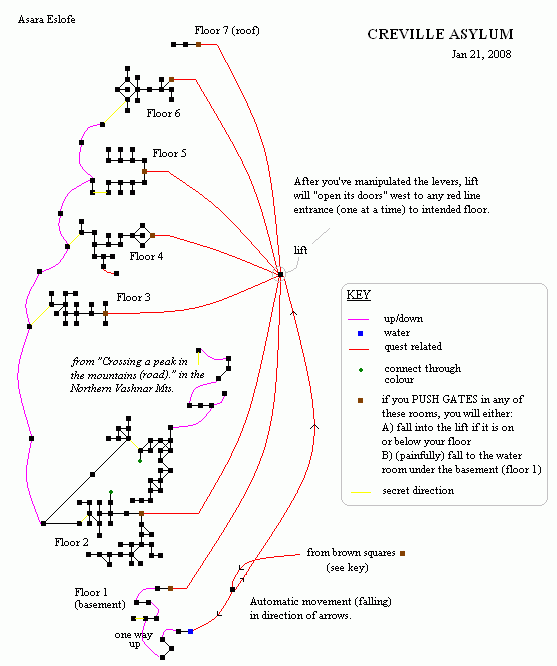 Asara Eslofe
Floor 7 (roof)
CREVILLE ASYLUM
Jan 21, 2008
Floor 6
Floor 5
After you've manipulated the levers, lift
will "open its doors" west to any red line
entrance (one at a time) to intended floor.
Floor 4
lift
Floor 3
KEY
up/down
water
quest related
connect through
colour
if you PUSH GATES in any of
these rooms, you will either:
A) fall into the lift if it is on
or below your floor
B) (painfully) fall to the water
room under the basement (floor 1)
secret direction
from "Crossing a peak in
the mountains (road)." in the
Northern Vashnar Mts.
Floor 2
from brown squares
(see key)
Floor 1
(basement)
Automatic movement (falling)
in direction of arrows.
one way
up